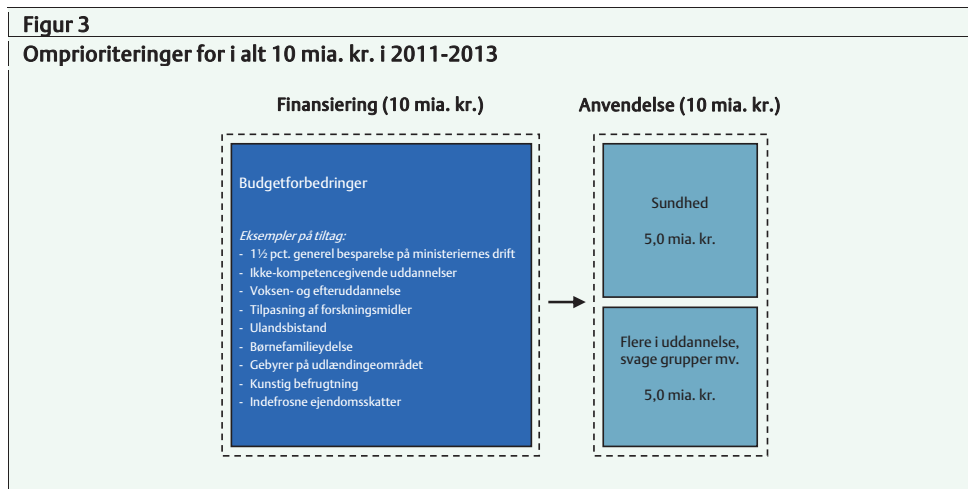 Figur 3
Omprioriteringer for i alt 10 mia. kr. i 2011-2013
Finansiering (10 mia. kr.)
Budgetforbedringer
Eksempler på tiltag:
- 1½ pct. generel besparelse på ministeriernes drift
- Ikke-kompetencegivende uddannelser
- Voksen- og efteruddannelse
- Tilpasning af forskningsmidler
- Ulandsbistand
- Børnefamilieydelse
- Gebyrer på udlændingeområdet
- Kunstig befrugtning
- Indefrosne ejendomsskatter
Anvendelse (10 mia. kr.)
Sundhed
5,0 mia. kr.
Flere i uddannelse,
svage grupper mv.
5,0 mia. kr.